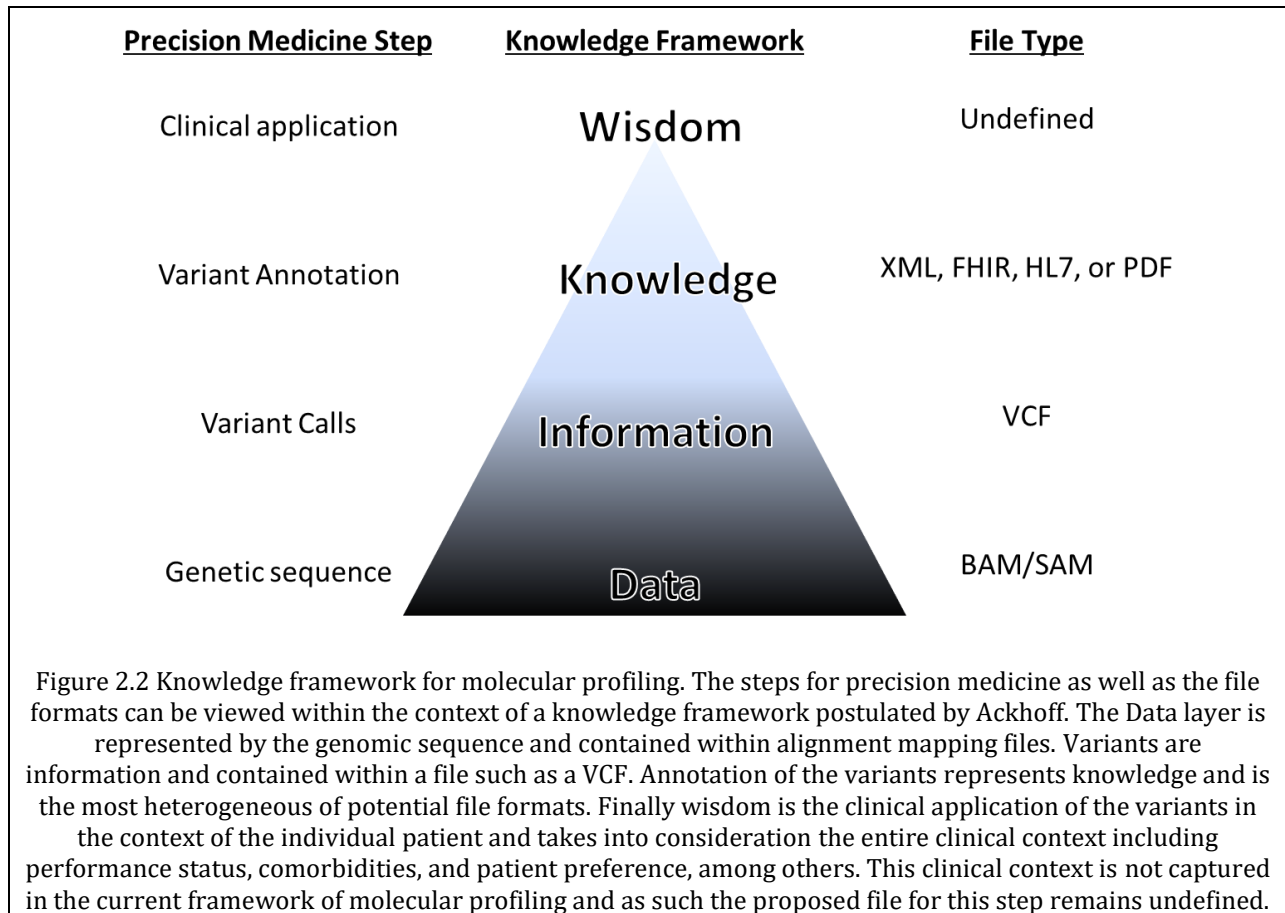 Precision Medicine Step Knowledge Framework File Type
Clinical application Wisdom Undefined
Variant Annotation Knowledge XML, FHIR, HL7, or PDF
Variant Calls Information VCF
Genetic sequence Data BAM/SAM
Figure 2.2 Knowledge framework for molecular profiling. The steps for precision medicine as well as the file
formats can be viewed within the context of a knowledge framework postulated by Ackhoff. The Data layer is
represented by the genomic sequence and contained within alignment mapping files. Variants are
information and contained within a file such as a VCF. Annotation of the variants represents knowledge and is
the most heterogeneous of potential file formats. Finally wisdom is the clinical application of the variants in
the context of the individual patient and takes into consideration the entire clinical context including
performance status, comorbidities, and patient preference, among others. This clinical context is not captured
in the current framework of molecular profiling and as such the proposed file for this step remains undefined.